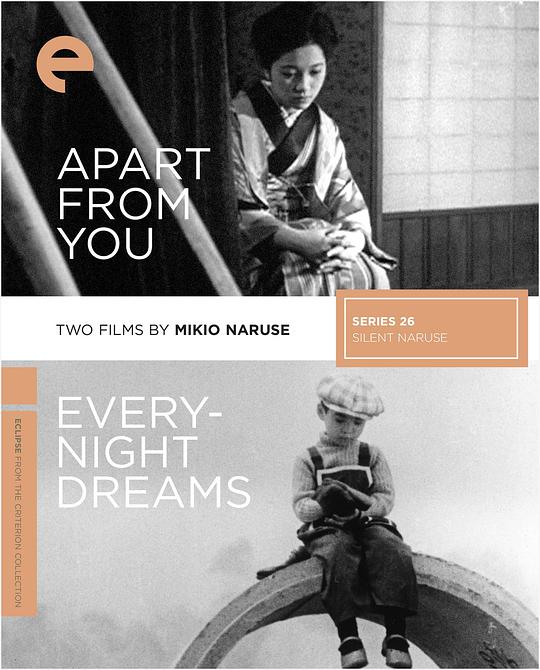 e
APART
FROM
YOU
TWO FILMS BY MIKIO NARUSE
SERIES 26
SILENT NARUSE
EVERY-
NIGHT
DREAMS
ECLIPSE FROM THE CRITERION COLLECTION